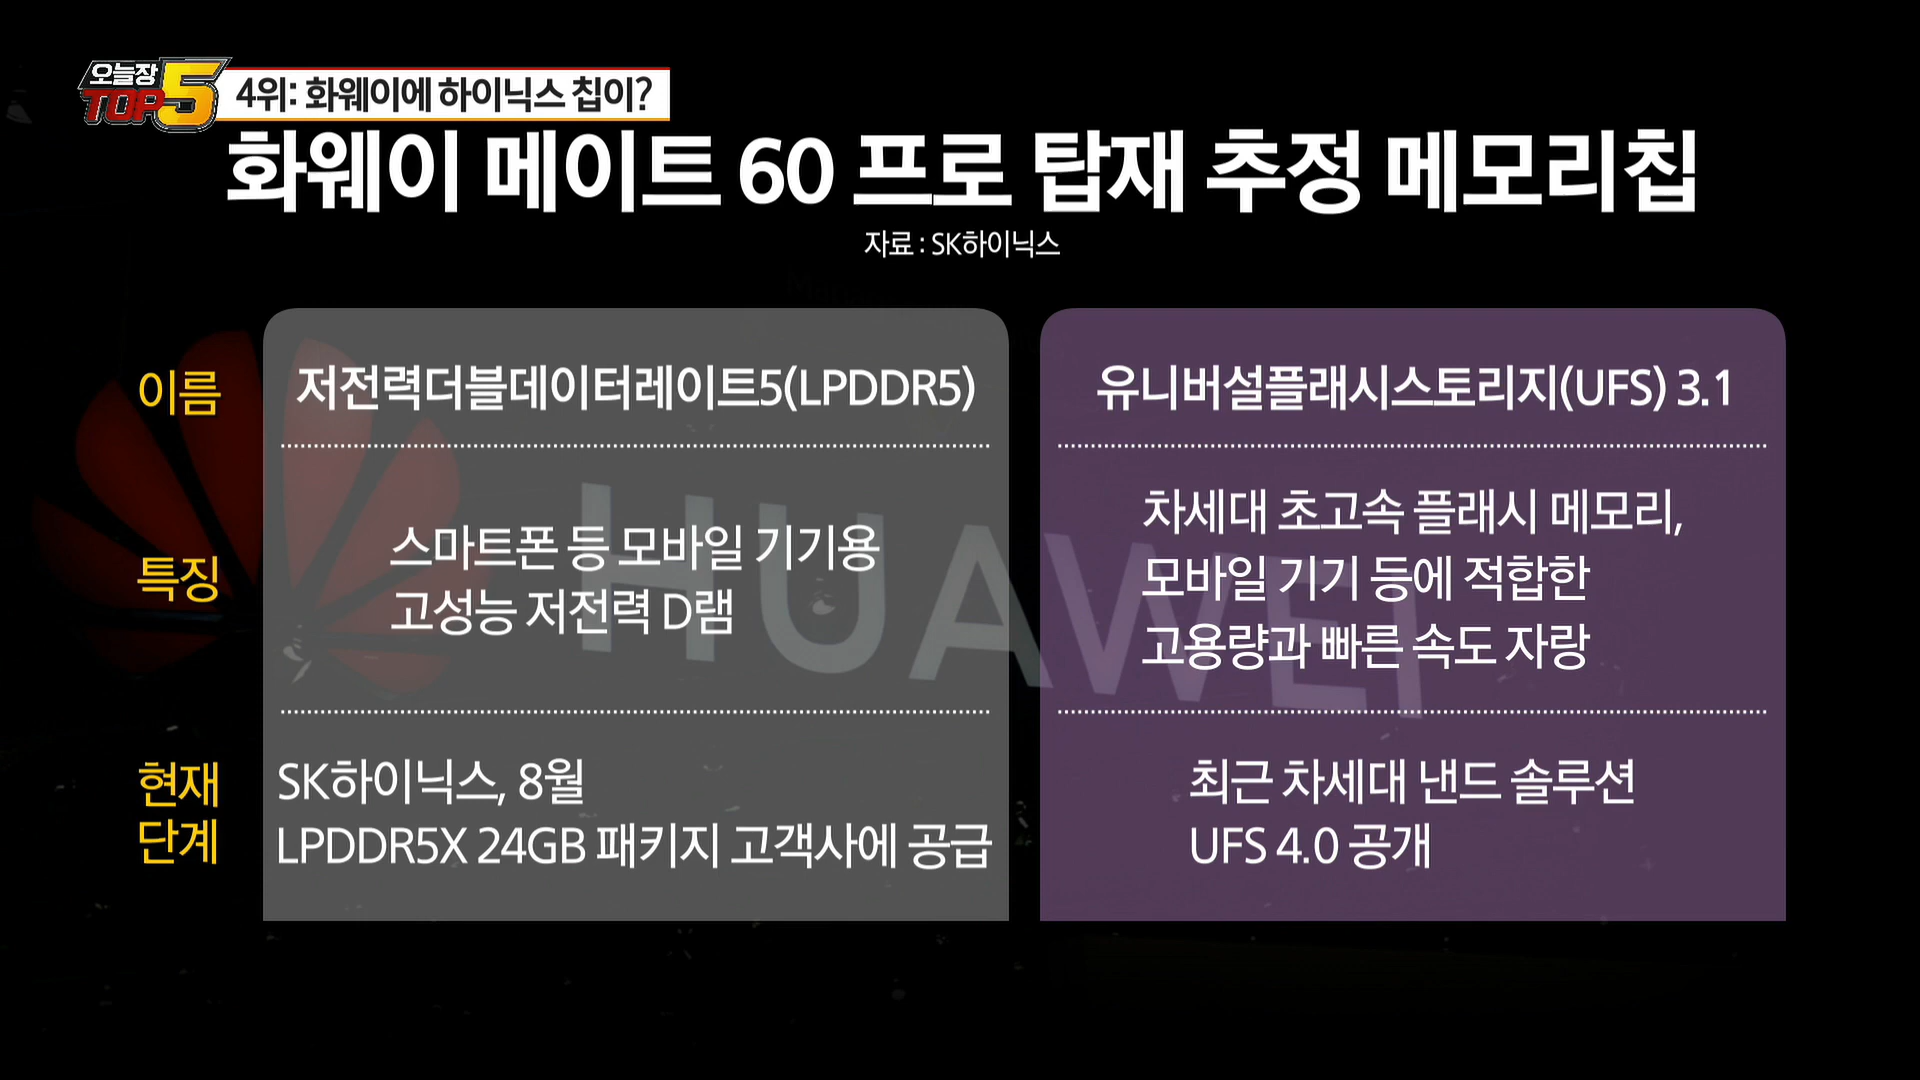 오늘장
TOP5
4위: 화웨이에 하이닉스 칩이?
화웨이 메이트 60 프로 탑재 추정 메모리칩
자료 : SK하이닉스
이름
저전력더블데이터레이트5(LPDDR5)
유니버설플래시스토리지(UFS) 3.1
특징
스마트폰 등 모바일 기기용
고성능 저전력 D램
차세대 초고속 플래시 메모리,
모바일 기기 등에 적합한
고용량과 빠른 속도 자랑
HUAWEI
현재
단계
SK하이닉스, 8월
LPDDR5X 24GB 패키지 고객사에 공급
최근 차세대 낸드 솔루션
UFS 4.0 공개